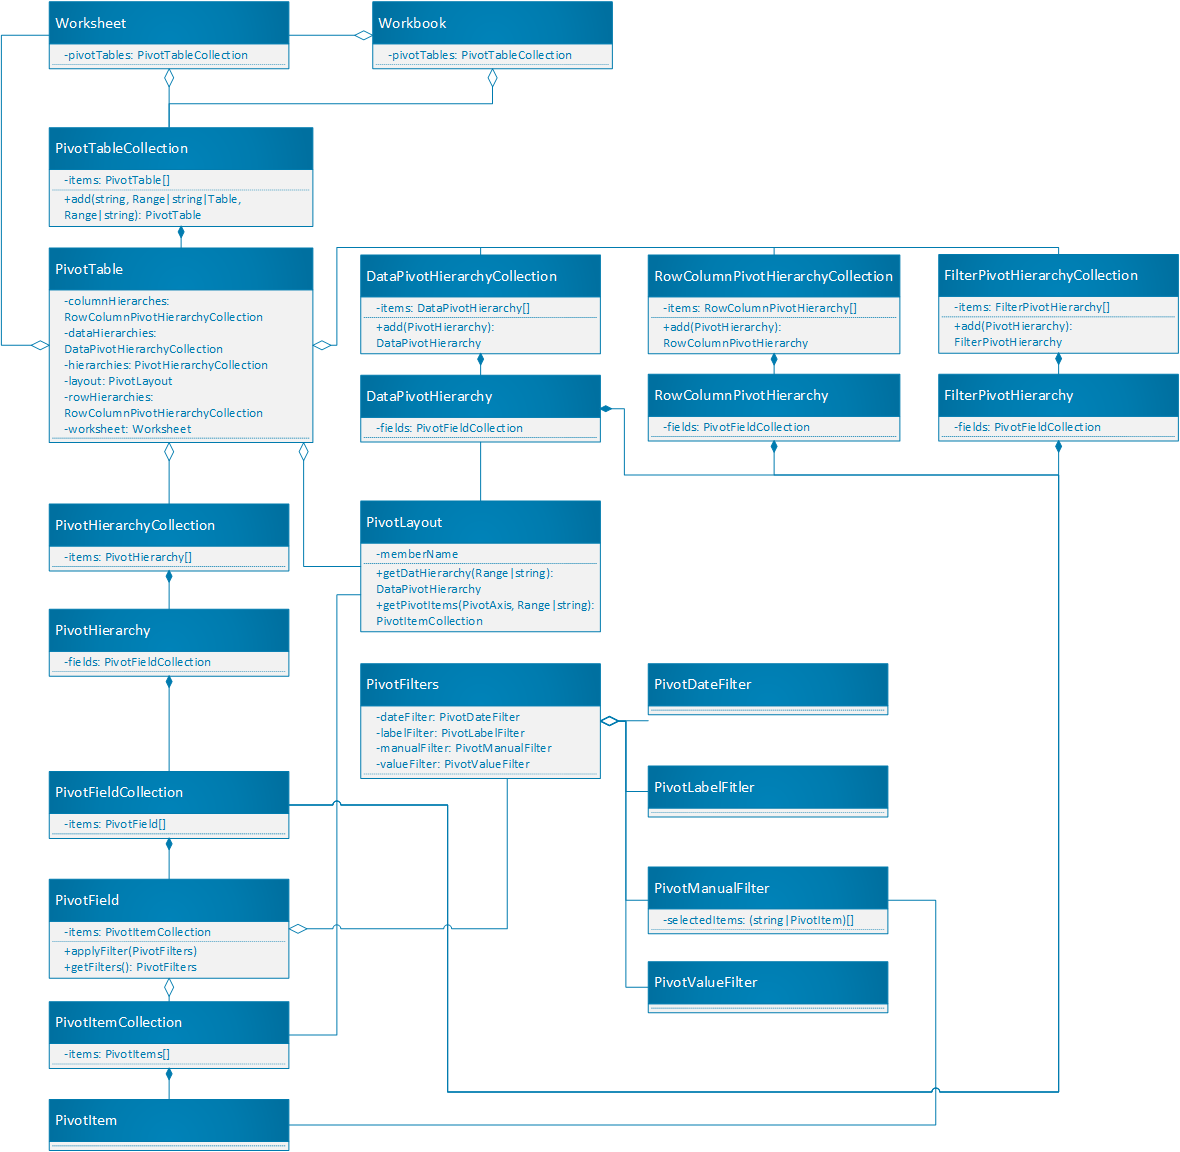 Worksheet
-pivotTables: PivotTableCollection
Workbook
-pivotTables: PivotTableCollection
PivotTableCollection
-items: PivotTable[]
+add(string, Range|string|Table,
Range|string): PivotTable
PivotTable
-columnHierarches:
RowColumnPivotHierarchyCollection
-dataHierarchies:
DataPivotHierarchyCollection
-hierarchies: PivotHierarchyCollection
-layout: PivotLayout
-rowHierarchies:
RowColumnPivotHierarchyCollection
-worksheet: Worksheet
DataPivotHierarchyCollection
-items: DataPivotHierarchy[]
+add(PivotHierarchy):
DataPivotHierarchy
RowColumnPivotHierarchyCollection
-items: RowColumnPivotHierarchy[]
+add(PivotHierarchy):
RowColumnPivotHierarchy
FilterPivotHierarchyCollection
-items: FilterPivotHierarchy[]
+add(PivotHierarchy):
FilterPivotHierarchy
DataPivotHierarchy
-fields: PivotFieldCollection
RowColumnPivotHierarchy
-fields: PivotFieldCollection
FilterPivotHierarchy
-fields: PivotFieldCollection
PivotHierarchyCollection
-items: PivotHierarchy[]
PivotLayout
-memberName
+getDatHierarchy(Range|string):
DataPivotHierarchy
+getPivotItems(PivotAxis, Range|string):
PivotItemCollection
PivotHierarchy
-fields: PivotFieldCollection
PivotFilters
-dateFilter: PivotDateFilter
-labelFilter: PivotLabelFilter
-manualFilter: PivotManualFilter
-valueFilter: PivotValueFilter
PivotDateFilter
PivotLabelFitler
PivotFieldCollection
-items: PivotField[]
PivotManualFilter
-selectedItems: (string|PivotItem)[]
PivotField
-items: PivotItemCollection
+applyFilter(PivotFilters)
+getFilters(): PivotFilters
PivotValueFilter
PivotItemCollection
-items: PivotItems[]
PivotItem